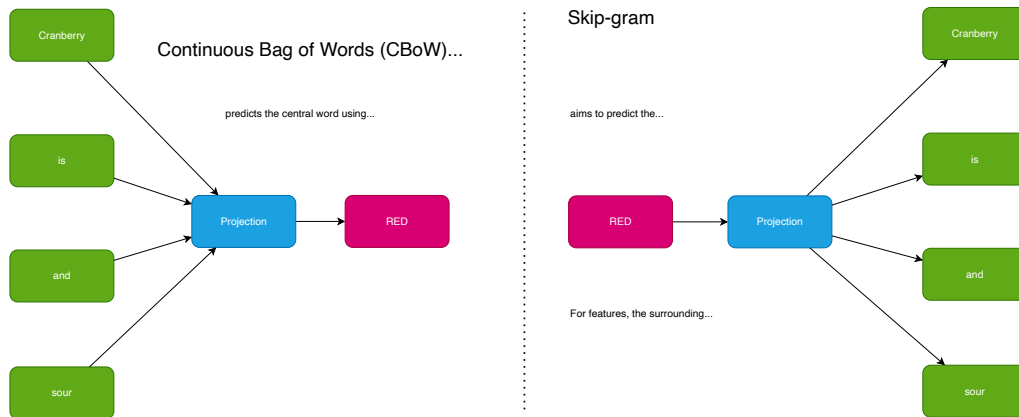 Cranberry
Continuous Bag of Words (CBoW)...
predicts the central word using...
is
Projection
RED
and
sour
Skip-gram
Cranberry
aims to predict the...
is
RED
Projection
and
For features, the surrounding...
sour